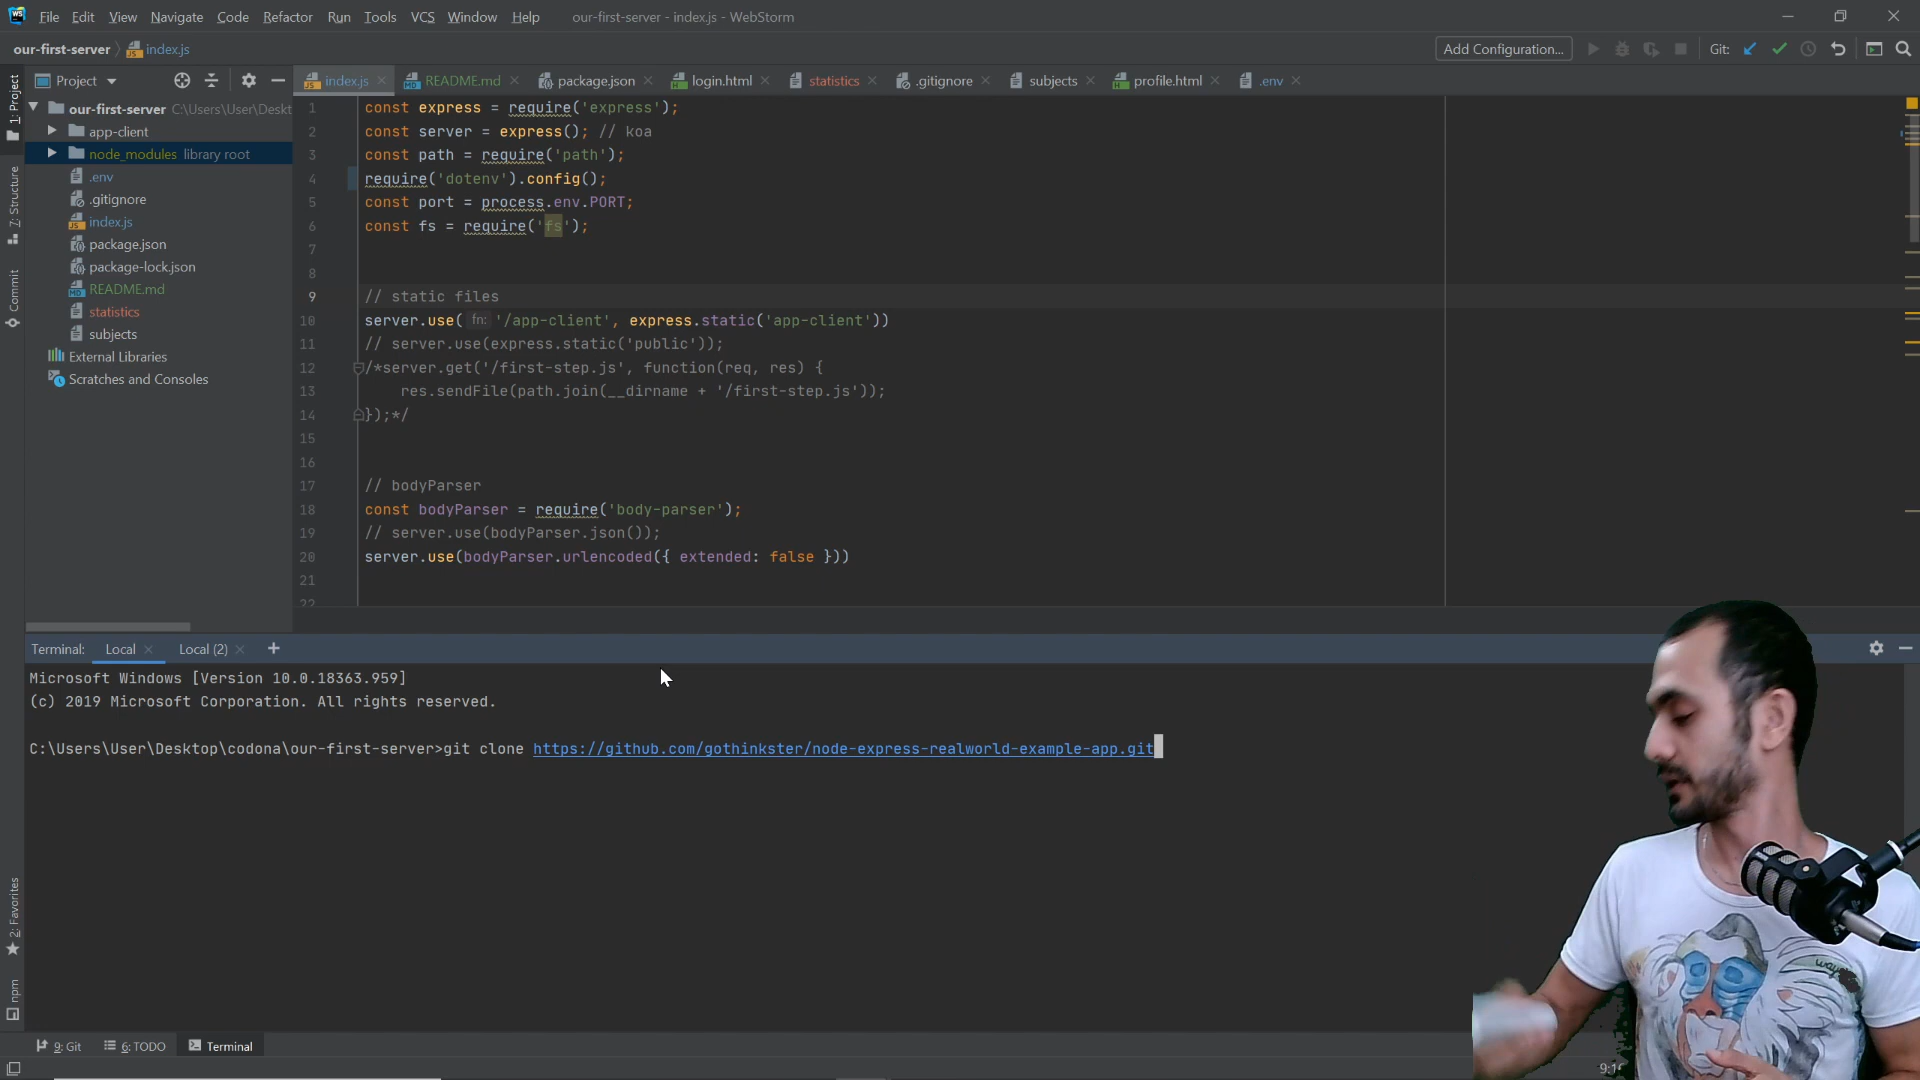 WS File Edit View Navigate Code Refactor Run Tools VCS Window Help our-first-server - index.js - WebStorm
our-first-server index.js Add Configuration... Git:
Project
index.js README.md package.json login.html statistics .gitignore subjects profile.html .env
our-first-server C:\Users\User\Deskt
app-client
node_modules library root
.env
.gitignore
index.js
package.json
package-lock.json
README.md
statistics
subjects
External Libraries
Scratches and Consoles
1: Project
7: Structure
Commit
2: Favorites
npm
1 const express = require('express');
2 const server = express(); // koa
3 const path = require('path');
4 require('dotenv').config();
5 const port = process.env.PORT;
6 const fs = require('fs');
7
8
9 // static files
10 server.use( fn: '/app-client', express.static('app-client'))
11 // server.use(express.static('public'));
12 /*server.get('/first-step.js', function(req, res) {
13 res.sendFile(path.join(__dirname + '/first-step.js'));
14 });*/
15
16
17 // bodyParser
18 const bodyParser = require('body-parser');
19 // server.use(bodyParser.json());
20 server.use(bodyParser.urlencoded({ extended: false }))
21
22
Terminal: Local Local (2) +
Microsoft Windows [Version 10.0.18363.959]
(c) 2019 Microsoft Corporation. All rights reserved.
C:\Users\User\Desktop\codona\our-first-server>git clone https://github.com/gothinkster/node-express-realworld-example-app.git
9: Git 6: TODO Terminal